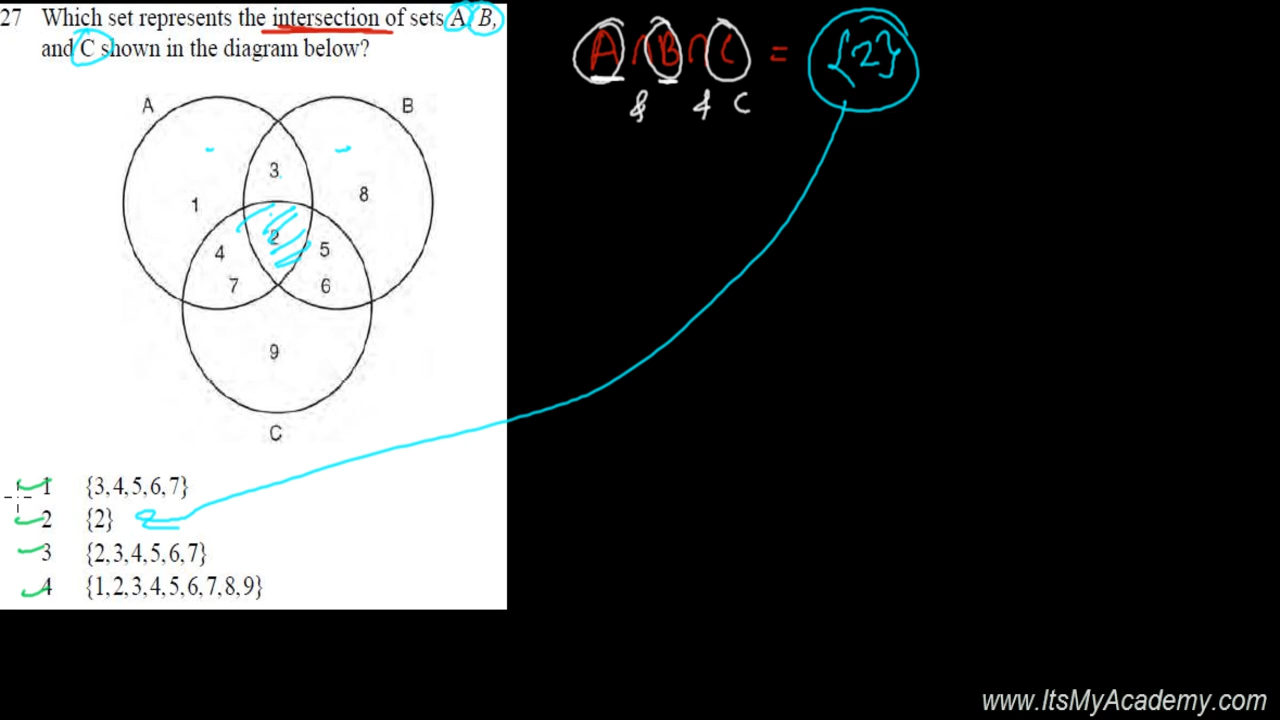 27 Which set represents the intersection of sets A, B,
and C shown in the diagram below?
A ∩ B ∩ C = {2}
& & C
A
B
3
1
8
2
4
5
7
6
9
C
1 {3,4,5,6,7}
2 {2}
3 {2,3,4,5,6,7}
4 {1,2,3,4,5,6,7,8,9}
www.ItsMyAcademy.com